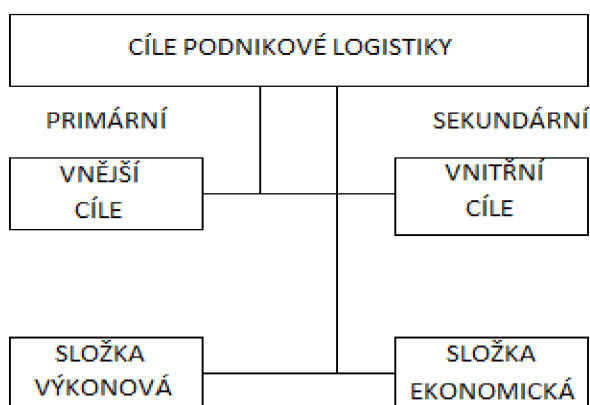 CÍLE PODNIKOVÉ LOGISTIKY
PRIMÁRNÍ
SEKUNDÁRNÍ
VNĚJŠÍ
CÍLE
VNITŘNÍ
CÍLE
SLOŽKA
VÝKONOVÁ
SLOŽKA
EKONOMICKÁ